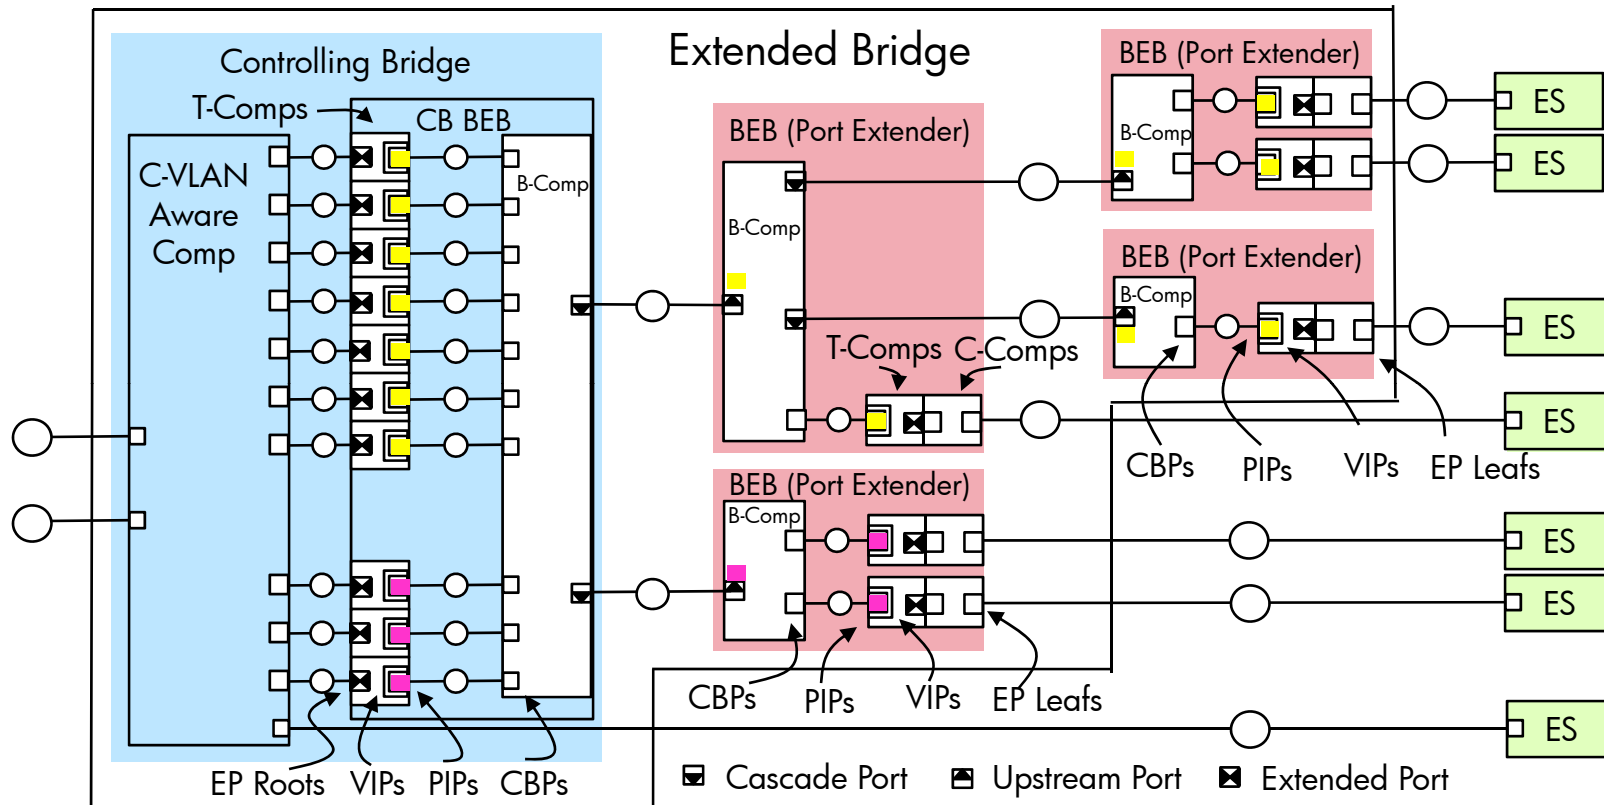 Extended Bridge
Controlling Bridge
T-Comps
CB BEB
C-VLAN
Aware
Comp
B-Comp
BEB (Port Extender)
B-Comp
T-Comps
C-Comps
BEB (Port Extender)
B-Comp
BEB (Port Extender)
B-Comp
BEB (Port Extender)
B-Comp
ES
ES
ES
ES
ES
ES
ES
CBPs
PIPs
VIPs
EP Leafs
CBPs
PIPs
VIPs
EP Leafs
EP Roots
VIPs
PIPs
CBPs
Cascade Port
Upstream Port
Extended Port